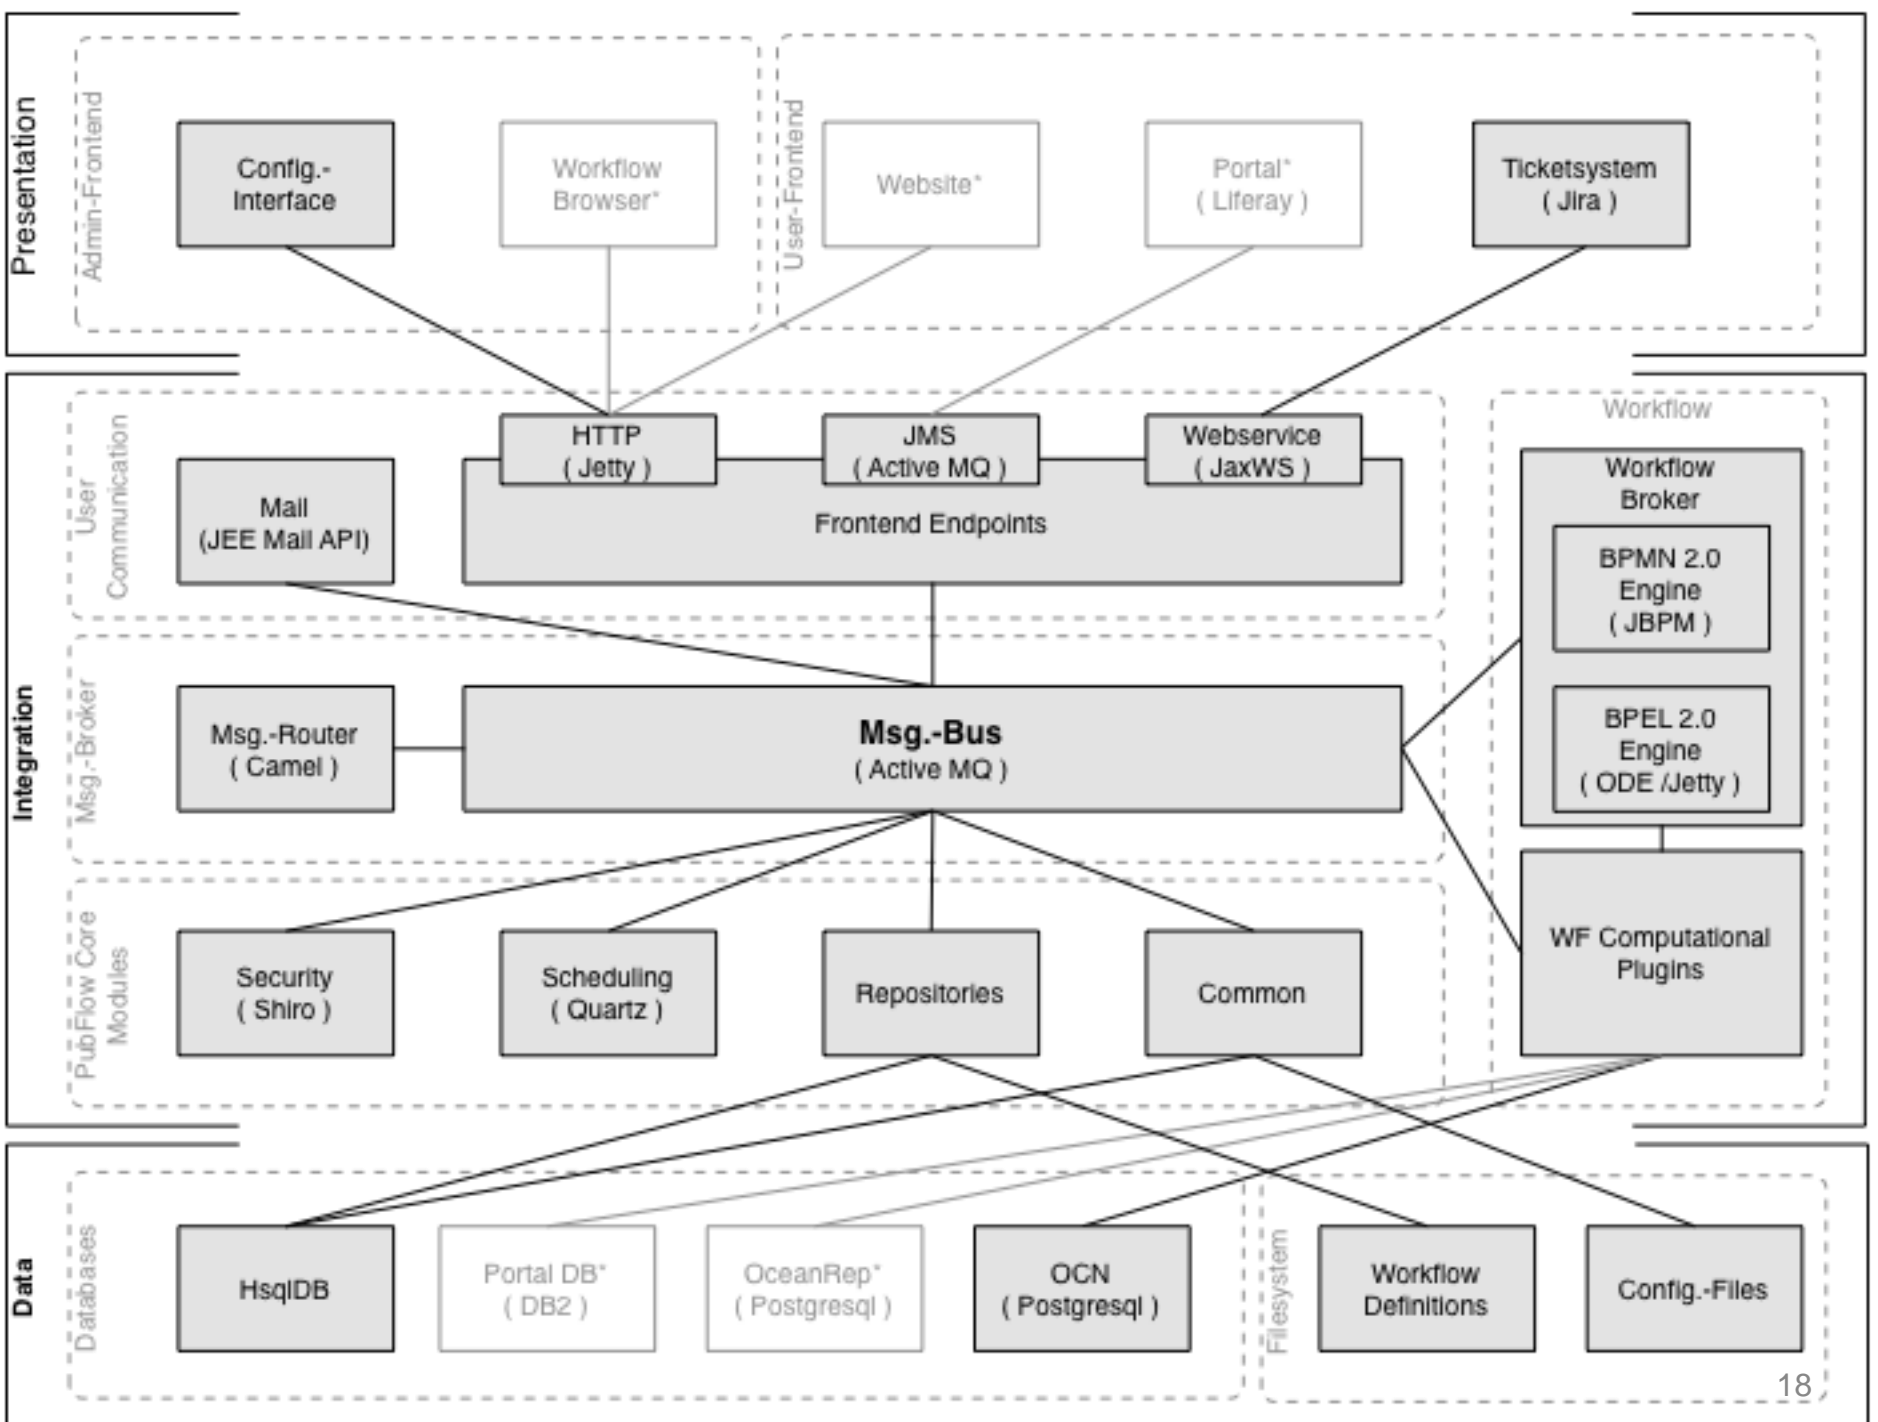 Presentation
Admin-Frontend
Config.-
Interface
Workflow
Browser*
User-Frontend
Website*
Portal*
( Liferay )
Ticketsystem
( Jira )
Integration
User
Communication
Mail
(JEE Mail API)
HTTP
( Jetty )
JMS
( Active MQ )
Webservice
( JaxWS )
Frontend Endpoints
Workflow
Workflow
Broker
BPMN 2.0
Engine
( JBPM )
BPEL 2.0
Engine
( ODE /Jetty )
Msg.-Broker
Msg.-Router
( Camel )
Msg.-Bus
( Active MQ )
PubFlow Core
Modules
Security
( Shiro )
Scheduling
( Quartz )
Repositories
Common
WF Computational
Plugins
Data
Databases
HsqlDB
Portal DB*
( DB2 )
OceanRep*
( Postgresql )
OCN
( Postgresql )
Filesystem
Workflow
Definitions
Config.-Files
18